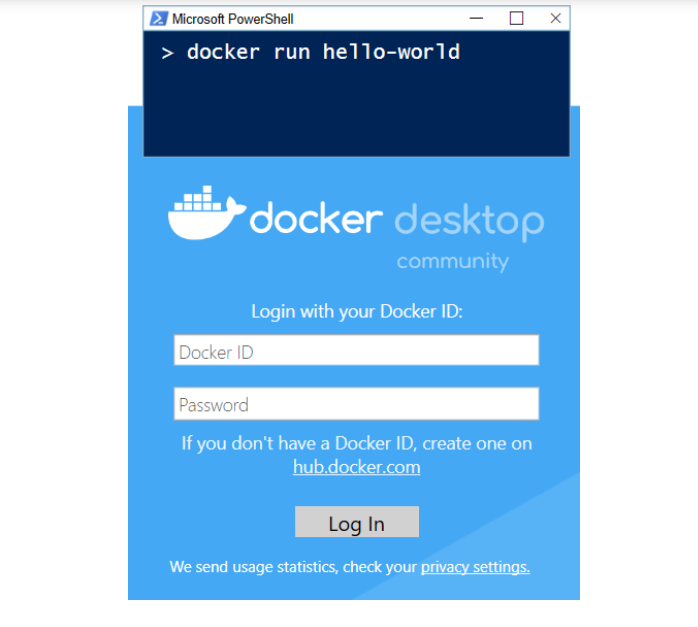 Microsoft PowerShell
> docker run hello-world
docker desktop
community
Login with your Docker ID:
Docker ID
Password
If you don't have a Docker ID, create one on
hub.docker.com
Log In
We send usage statistics, check your privacy settings.